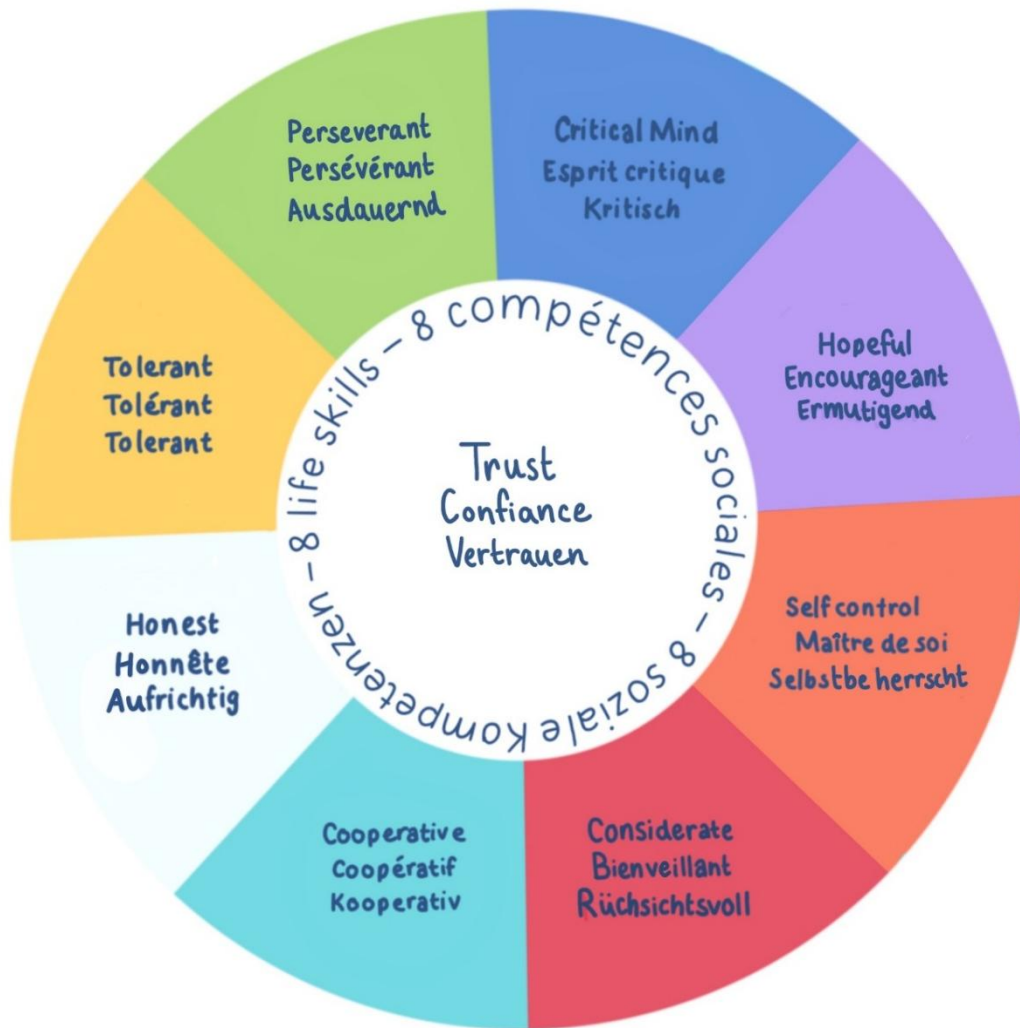 Perseverant
Persévérant
Ausdauernd
Critical Mind
Esprit critique
Kritisch
Hopeful
Encourageant
Ermutigend
Self control
Maître de soi
Selbstbe herrscht
Considerate
Bienveillant
Rüchsichtsvoll
Cooperative
Coopératif
Kooperativ
Honest
Honnête
Aufrichtig
Tolerant
Tolérant
Tolerant
8 life skills – 8 compétences sociales – 8 soziale Kompetenzen –
Trust
Confiance
Vertrauen